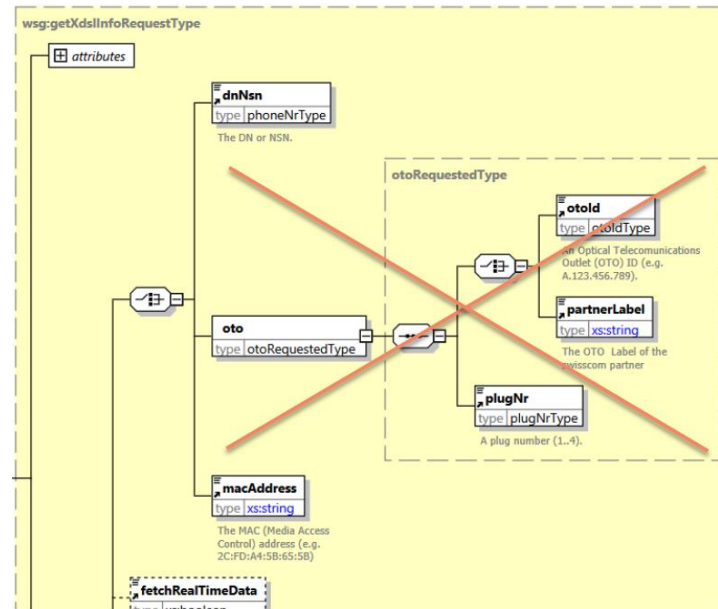 wsg:getXdslInfoRequestType
attributes
dnNsn
type phoneNrType
The DN or NSN.
otoRequestedType
otoId
type otoIdType
An Optical Telecomunications
Outlet (OTO) ID (e.g.
A.123.456.789).
oto
type otoRequestedType
partnerLabel
type xs:string
The OTO Label of the
swisscom partner
plugNr
type plugNrType
A plug number (1..4).
macAddress
type xs:string
The MAC (Media Access
Control) address (e.g.
2C:FD:A4:5B:65:5B)
fetchRealTimeData
type xs:boolean